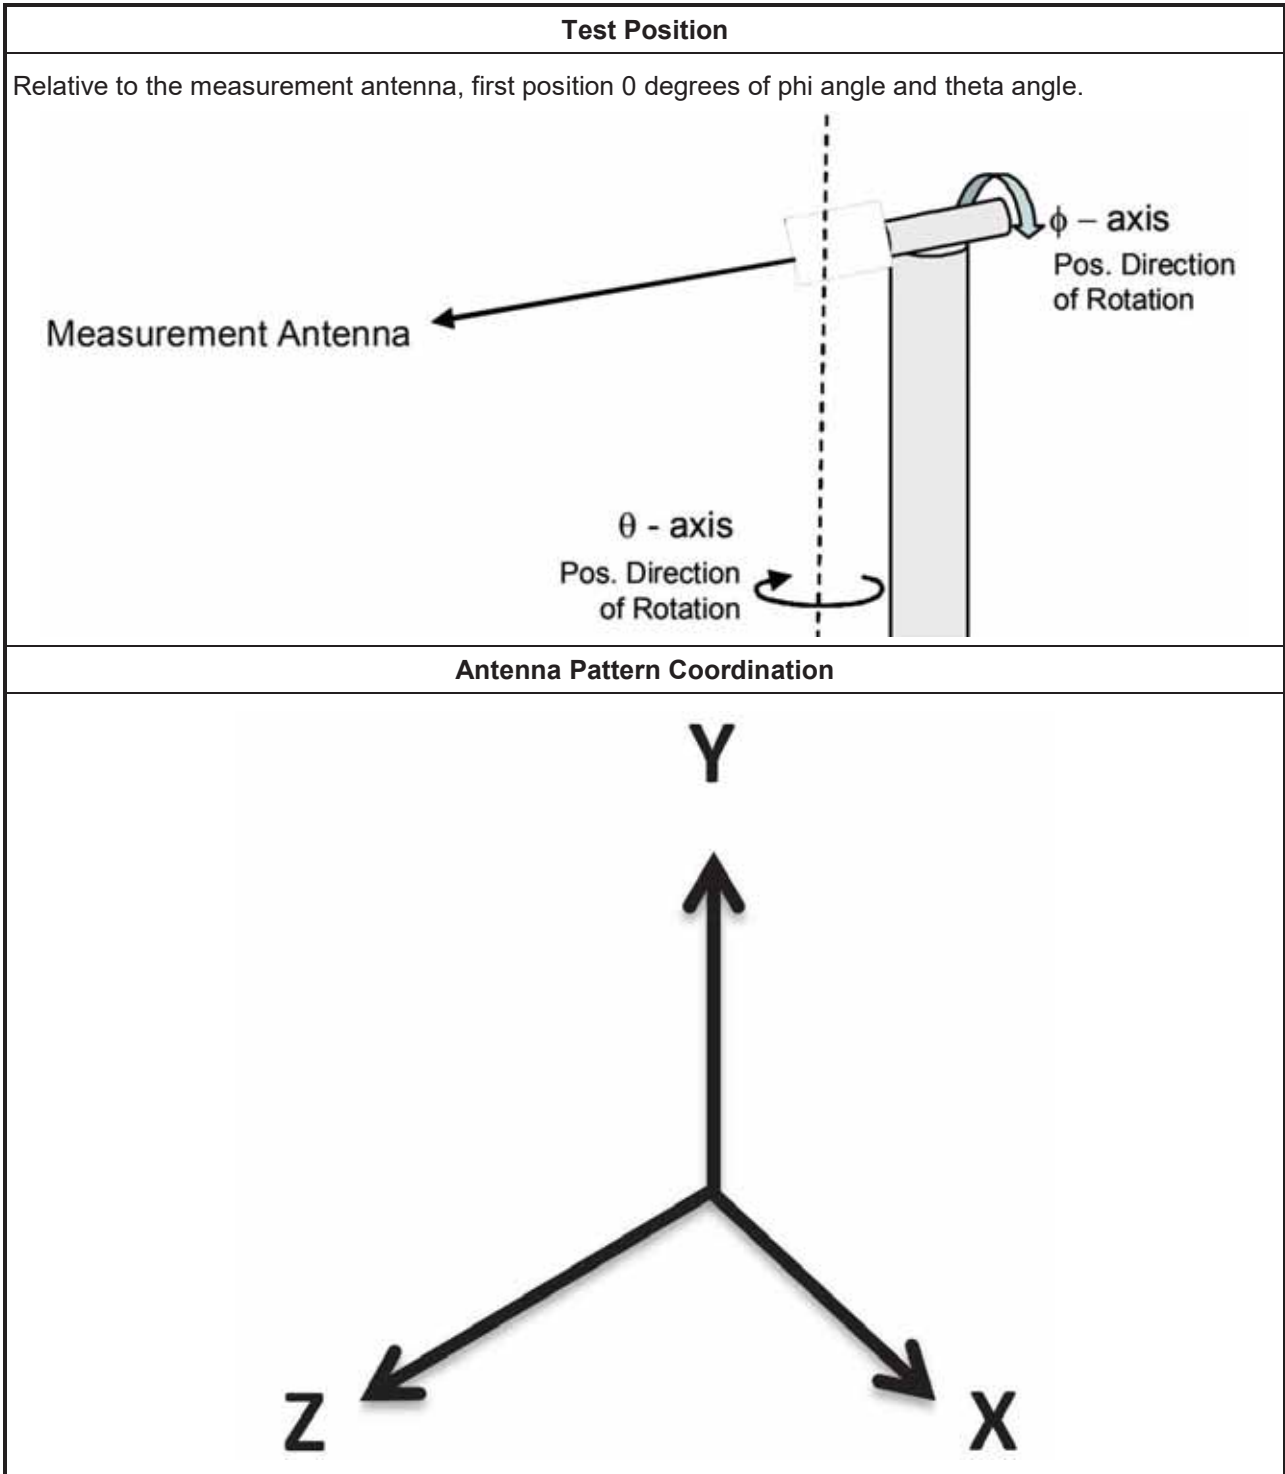 Test Position
Relative to the measurement antenna, first position 0 degrees of phi angle and theta angle.
ϕ – axis
Pos. Direction
of Rotation
Measurement Antenna
θ - axis
Pos. Direction
of Rotation
Antenna Pattern Coordination
Y
Z
X